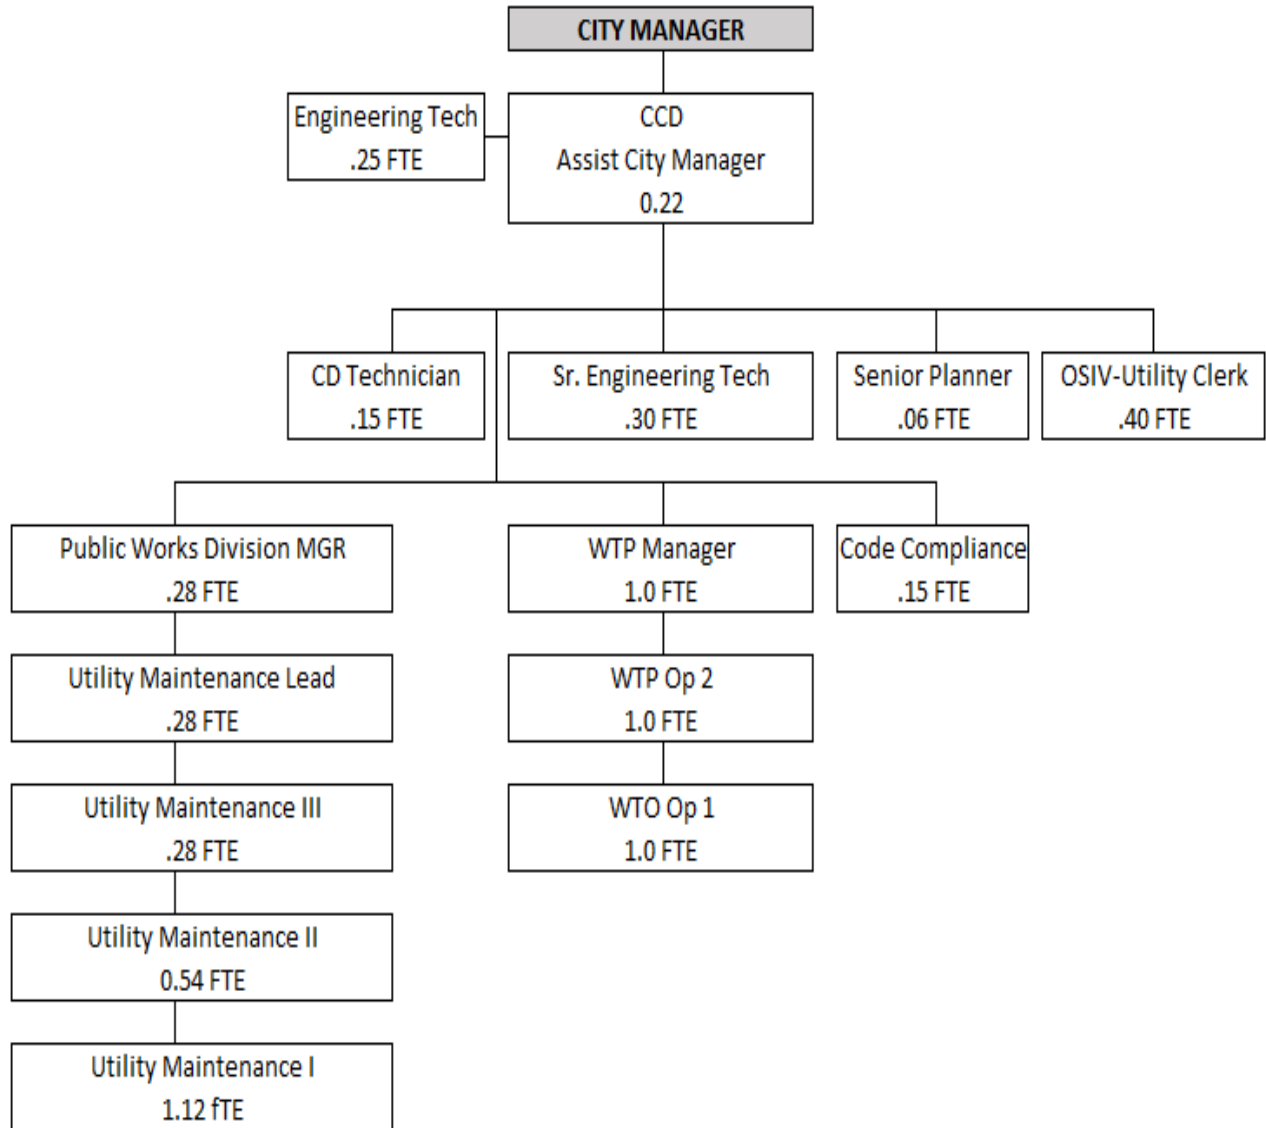 CITY MANAGER
Engineering Tech
.25 FTE
CCD
Assist City Manager
0.22
CD Technician
.15 FTE
Sr. Engineering Tech
.30 FTE
Senior Planner
.06 FTE
OSIV-Utility Clerk
.40 FTE
Public Works Division MGR
.28 FTE
WTP Manager
1.0 FTE
Code Compliance
.15 FTE
Utility Maintenance Lead
.28 FTE
WTP Op 2
1.0 FTE
Utility Maintenance III
.28 FTE
WTO Op 1
1.0 FTE
Utility Maintenance II
0.54 FTE
Utility Maintenance I
1.12 fTE